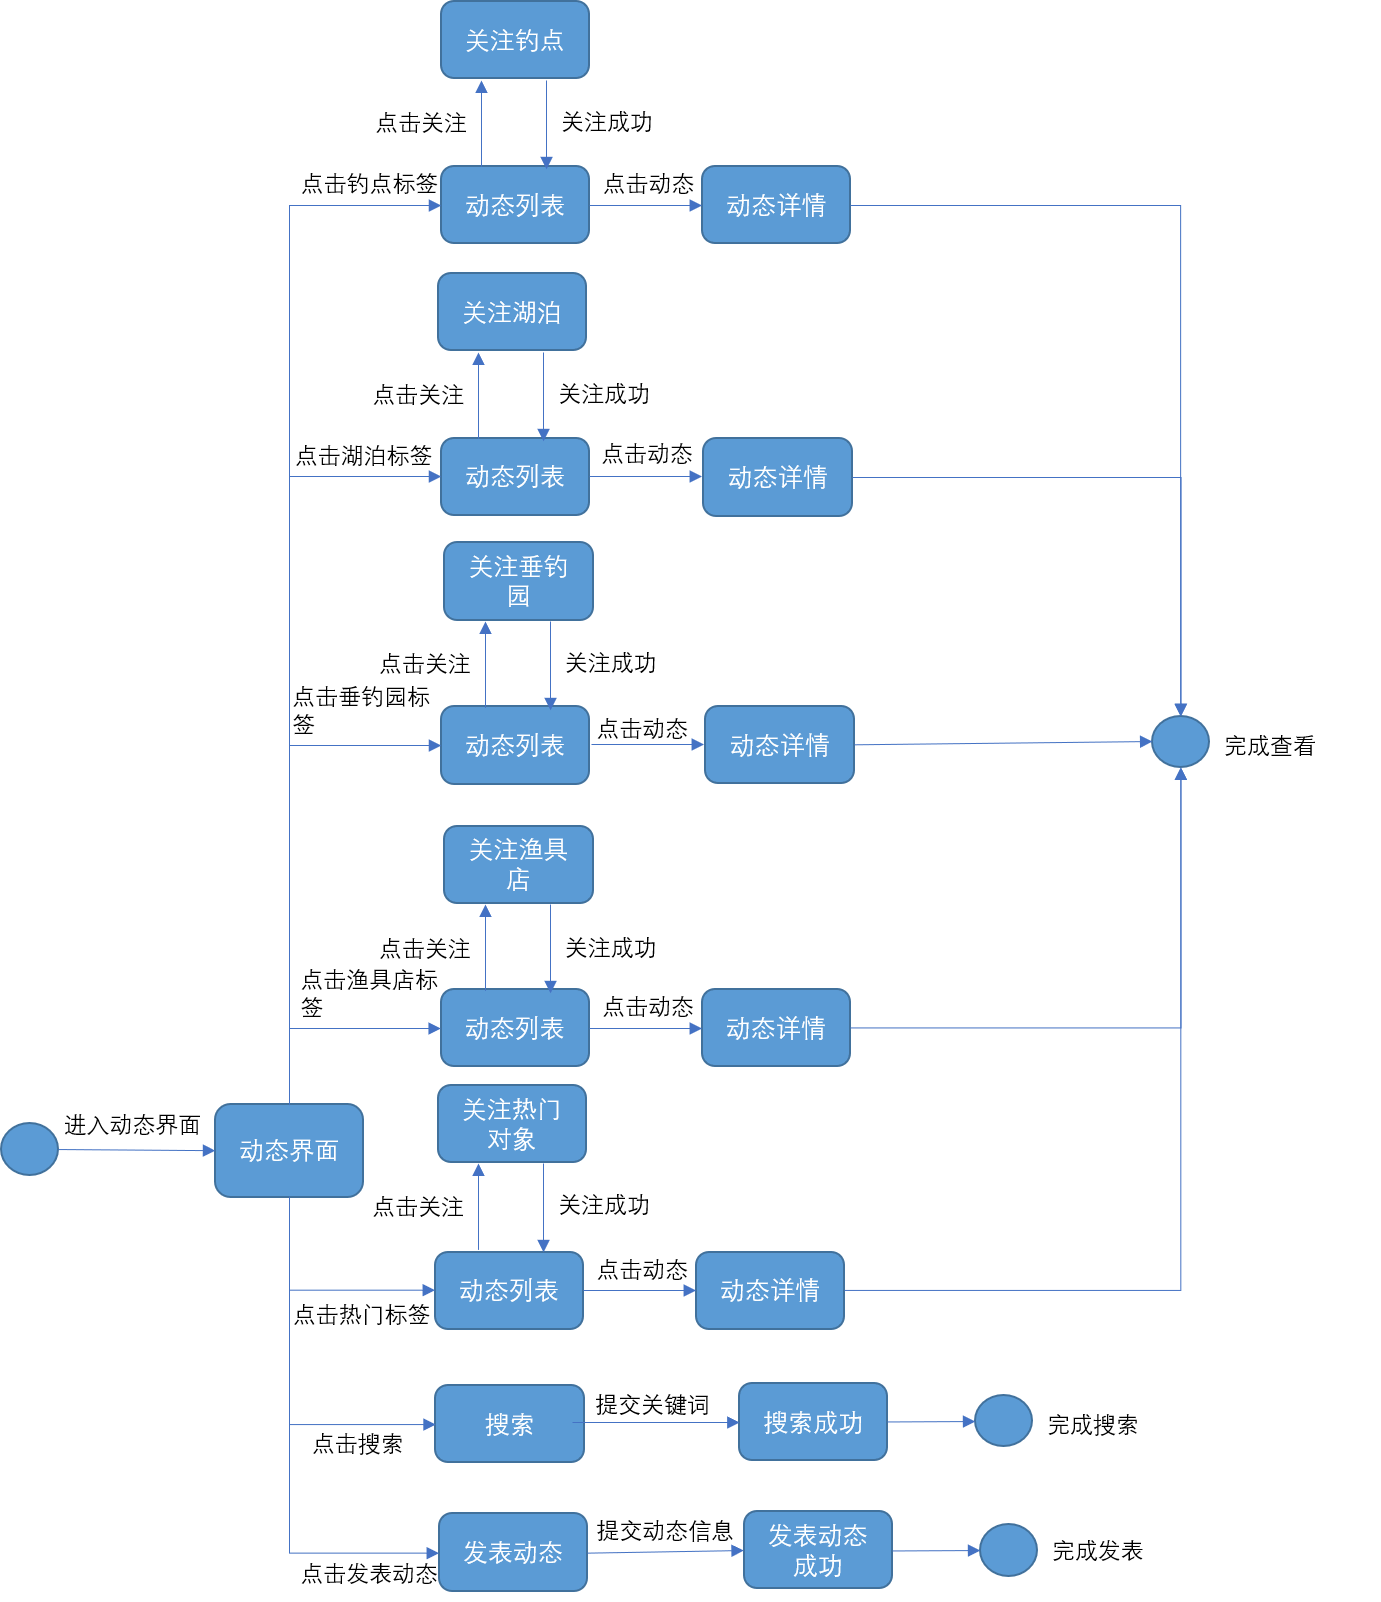 关注钓点
点击关注
关注成功
点击钓点标签
动态列表
点击动态
动态详情
关注湖泊
点击关注
关注成功
点击湖泊标签
动态列表
点击动态
动态详情
关注垂钓
园
点击关注
关注成功
点击垂钓园标
签
动态列表
点击动态
动态详情
完成查看
关注渔具
店
点击关注
关注成功
点击渔具店标
签
动态列表
点击动态
动态详情
进入动态界面
动态界面
关注热门
对象
点击关注
关注成功
动态列表
点击动态
动态详情
点击热门标签
搜索
提交关键词
搜索成功
完成搜索
点击搜索
发表动态
提交动态信息
发表动态
成功
完成发表
点击发表动态